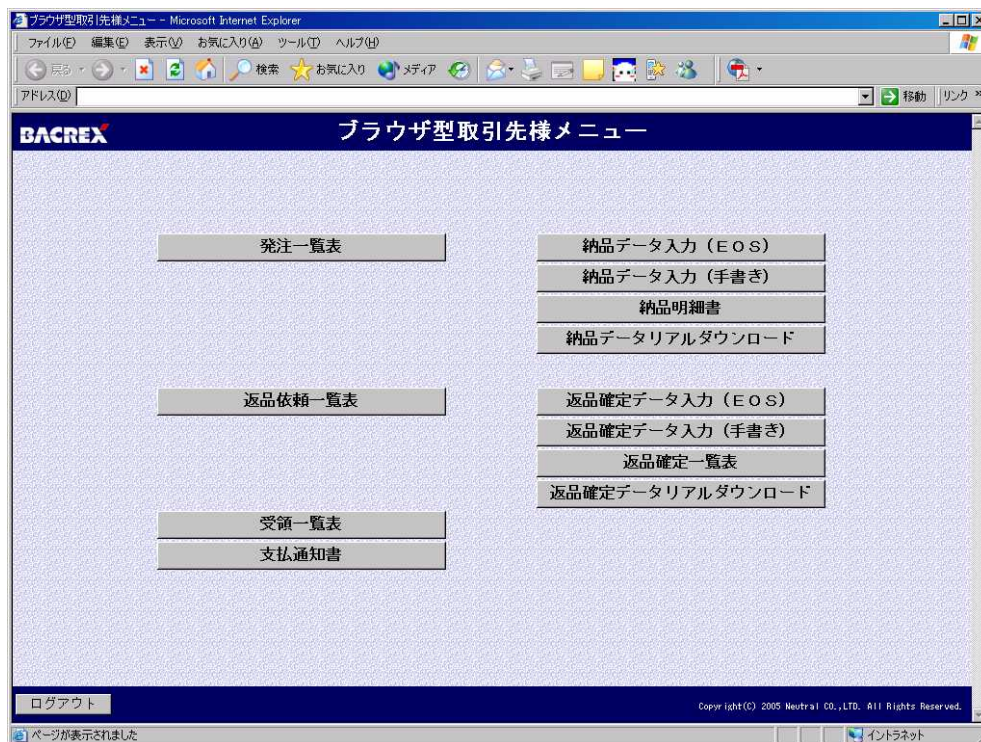 ブラウザ型取引先様メニュー - Microsoft Internet Explorer
ファイル(F) 編集(E) 表示(V) お気に入り(A) ツール(T) ヘルプ(H)
戻る 検索 お気に入り メディア
アドレス(D) 移動 リンク »
BACREX ブラウザ型取引先様メニュー
発注一覧表 納品データ入力（ＥＯＳ）
納品データ入力（手書き）
納品明細書
納品データリアルダウンロード
返品依頼一覧表 返品確定データ入力（ＥＯＳ）
返品確定データ入力（手書き）
返品確定一覧表
返品確定データリアルダウンロード
受領一覧表
支払通知書
ログアウト Copyright(C) 2005 Neutral CO.,LTD. All Rights Reserved.
ページが表示されました イントラネット